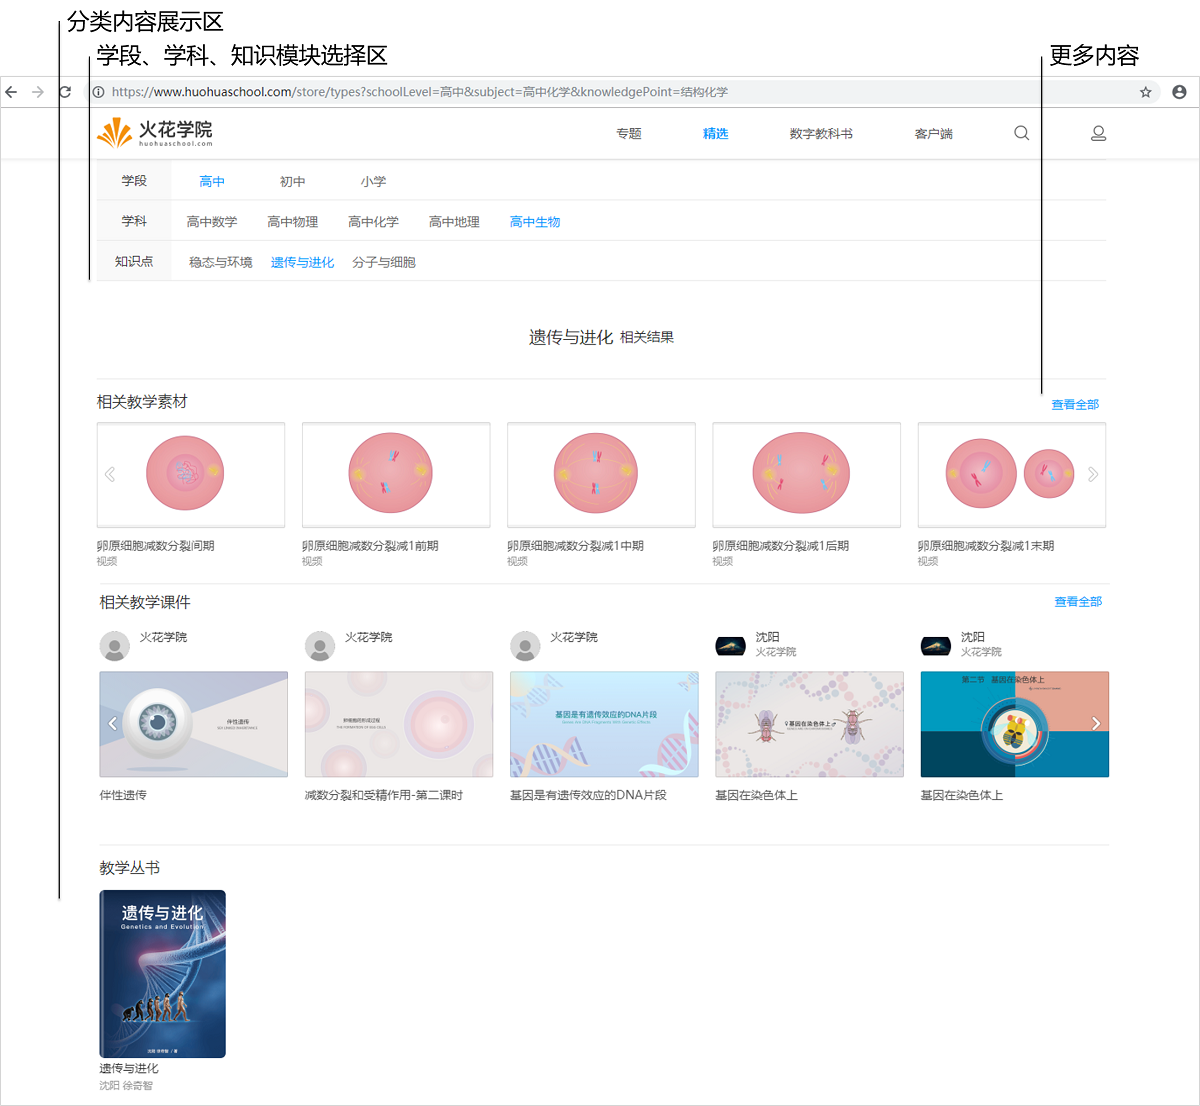 分类内容展示区
学段、学科、知识模块选择区
更多内容
https://www.huohuaschool.com/store/types?schoolLevel=高中&subject=高中化学&knowledgePoint=结构化学
火花学院
huohuaschool.com
专题 精选 数字教科书 客户端
学段 高中 初中 小学
学科 高中数学 高中物理 高中化学 高中地理 高中生物
知识点 稳态与环境 遗传与进化 分子与细胞
遗传与进化 相关结果
相关教学素材 查看全部
卵原细胞减数分裂间期 卵原细胞减数分裂减1前期 卵原细胞减数分裂减1中期 卵原细胞减数分裂减1后期 卵原细胞减数分裂减1末期
视频 视频 视频 视频 视频
相关教学课件 查看全部
火花学院 火花学院 火花学院 沈阳 沈阳
火花学院 火花学院
伴性遗传
卵细胞的形成过程
基因是有遗传效应的DNA片段
♀基因在染色体上♂
第二节 基因在染色体上
伴性遗传 减数分裂和受精作用-第二课时 基因是有遗传效应的DNA片段 基因在染色体上 基因在染色体上
教学丛书
遗传与进化
Genetics and Evolution
沈阳 徐奇智 / 著
遗传与进化
沈阳 徐奇智